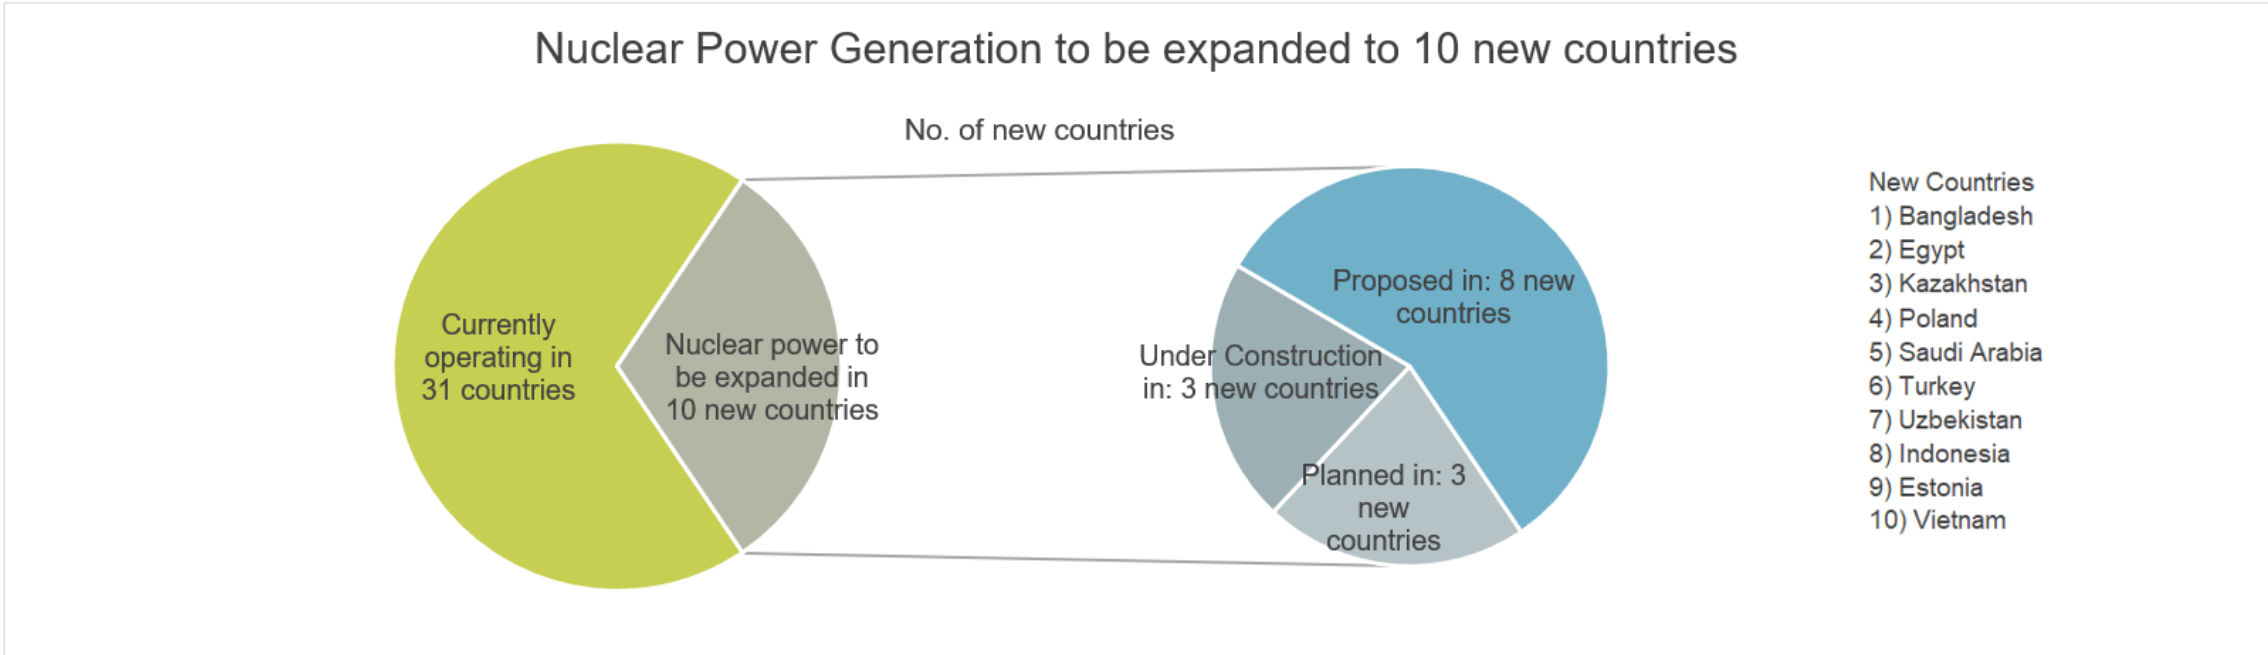 Nuclear Power Generation to be expanded to 10 new countries
No. of new countries
Currently
operating in
31 countries
Nuclear power to
be expanded in
10 new countries
Proposed in: 8 new
countries
Under Construction
in: 3 new countries
Planned in: 3
new
countries
New Countries
1) Bangladesh
2) Egypt
3) Kazakhstan
4) Poland
5) Saudi Arabia
6) Turkey
7) Uzbekistan
8) Indonesia
9) Estonia
10) Vietnam